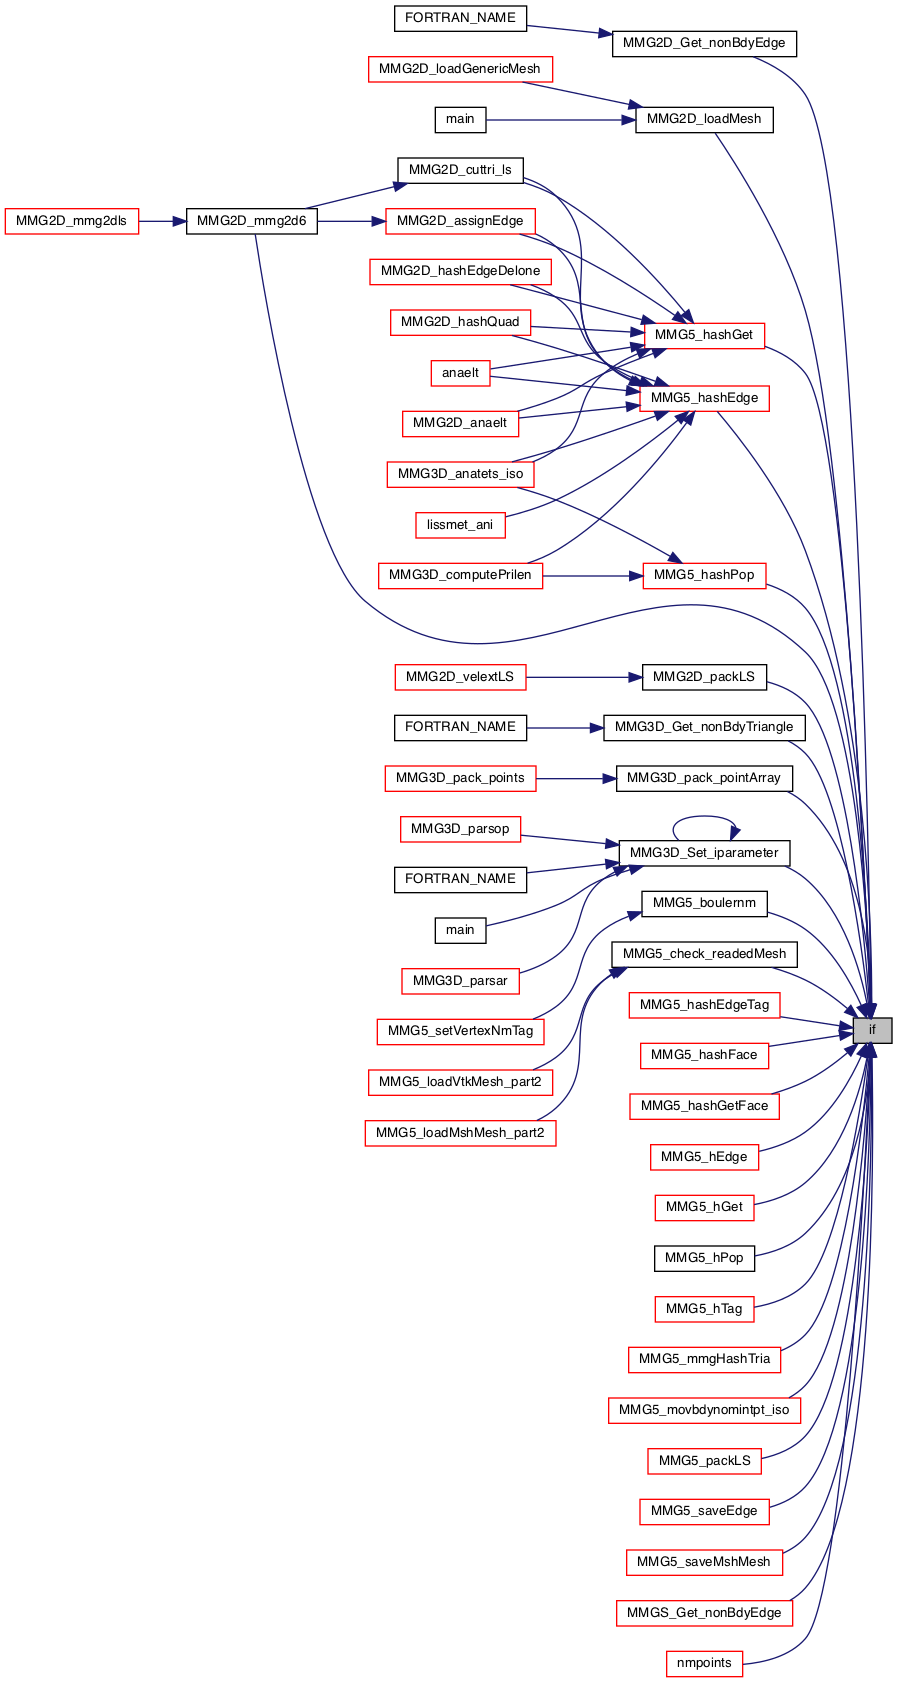 FORTRAN_NAME
MMG2D_Get_nonBdyEdge
MMG2D_loadGenericMesh
main
MMG2D_loadMesh
MMG2D_cuttri_ls
MMG2D_mmg2dls
MMG2D_mmg2d6
MMG2D_assignEdge
MMG2D_hashEdgeDelone
MMG2D_hashQuad
MMG5_hashGet
anaelt
MMG5_hashEdge
MMG2D_anaelt
MMG3D_anatets_iso
lissmet_ani
MMG3D_computePrilen
MMG5_hashPop
MMG2D_velextLS
MMG2D_packLS
FORTRAN_NAME
MMG3D_Get_nonBdyTriangle
MMG3D_pack_points
MMG3D_pack_pointArray
MMG3D_parsop
MMG3D_Set_iparameter
FORTRAN_NAME
MMG5_boulernm
main
MMG5_check_readedMesh
MMG3D_parsar
MMG5_hashEdgeTag
MMG5_setVertexNmTag
if
MMG5_hashFace
MMG5_loadVtkMesh_part2
MMG5_hashGetFace
MMG5_loadMshMesh_part2
MMG5_hEdge
MMG5_hGet
MMG5_hPop
MMG5_hTag
MMG5_mmgHashTria
MMG5_movbdynomintpt_iso
MMG5_packLS
MMG5_saveEdge
MMG5_saveMshMesh
MMGS_Get_nonBdyEdge
nmpoints